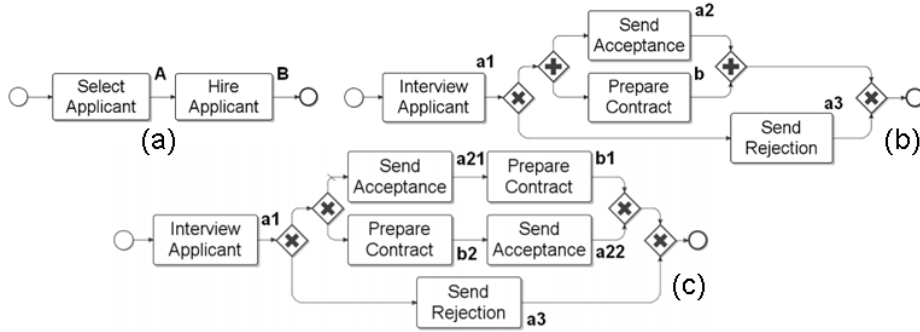 Select
Applicant
A
Hire
Applicant
B
(a)
Interview
Applicant
a1
Send
Acceptance
a2
Prepare
Contract
b
Send
Rejection
a3
(b)
Interview
Applicant
a1
Send
Acceptance
a21
Prepare
Contract
b1
Prepare
Contract
b2
Send
Acceptance
a22
Send
Rejection
a3
(c)